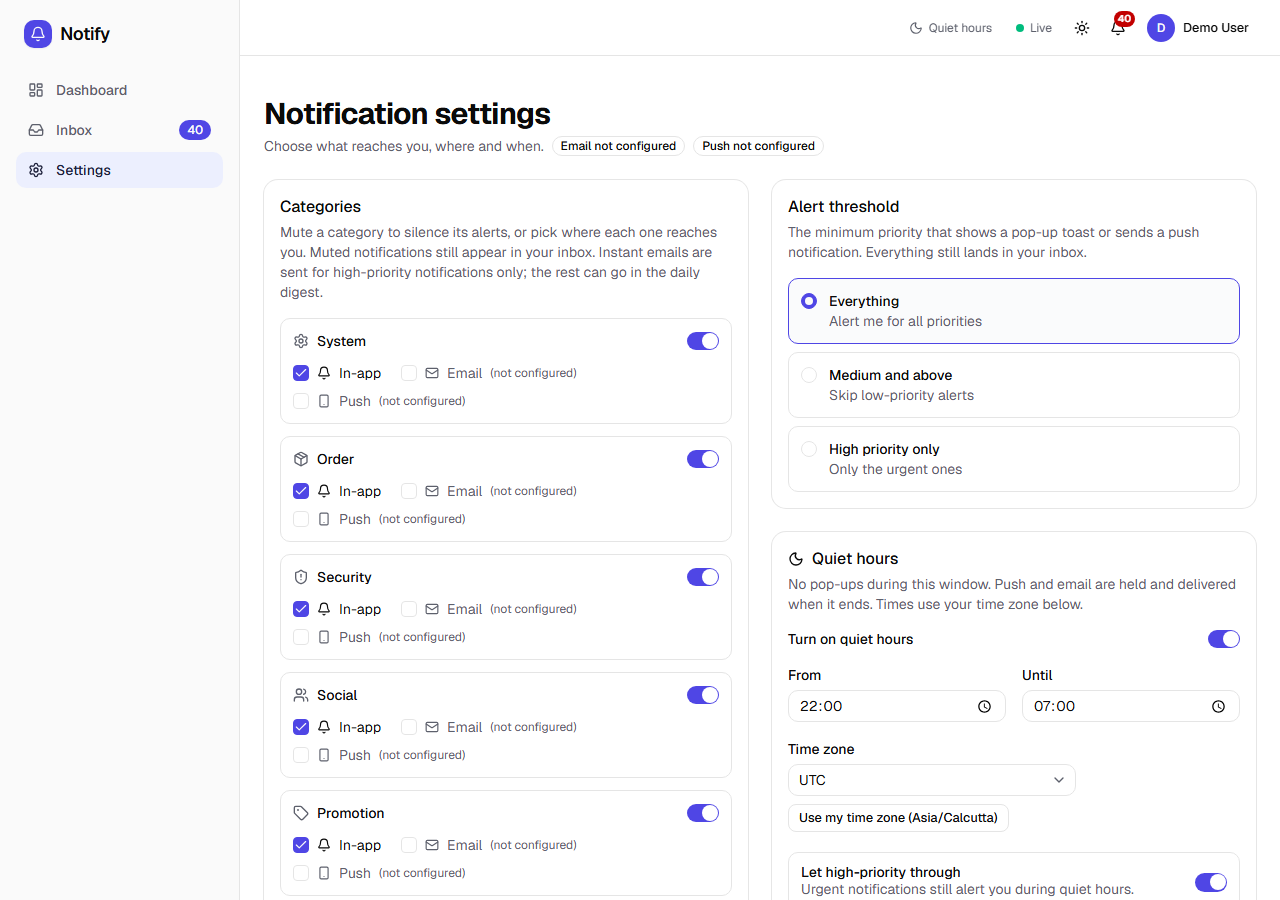 Notify
Quiet hours
Live
40
D
Demo User
Dashboard
Inbox
40
Settings
Notification settings
Choose what reaches you, where and when.
Email not configured
Push not configured
Categories
Mute a category to silence its alerts, or pick where each one reaches
you. Muted notifications still appear in your inbox. Instant emails are
sent for high-priority notifications only; the rest can go in the daily
digest.
System
In-app
Email (not configured)
Push (not configured)
Order
In-app
Email (not configured)
Push (not configured)
Security
In-app
Email (not configured)
Push (not configured)
Social
In-app
Email (not configured)
Push (not configured)
Promotion
In-app
Email (not configured)
Push (not configured)
Alert threshold
The minimum priority that shows a pop-up toast or sends a push
notification. Everything still lands in your inbox.
Everything
Alert me for all priorities
Medium and above
Skip low-priority alerts
High priority only
Only the urgent ones
Quiet hours
No pop-ups during this window. Push and email are held and delivered
when it ends. Times use your time zone below.
Turn on quiet hours
From
Until
22:00
07:00
Time zone
UTC
Use my time zone (Asia/Calcutta)
Let high-priority through
Urgent notifications still alert you during quiet hours.